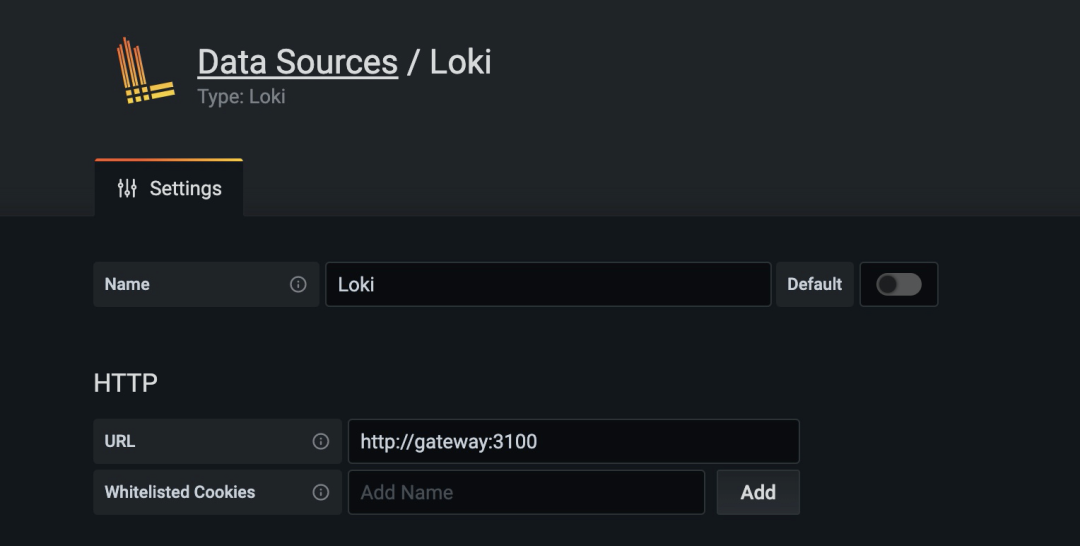 Data Sources / Loki
Type: Loki
Settings
Name
Loki
Default
HTTP
URL
http://gateway:3100
Whitelisted Cookies
Add Name
Add